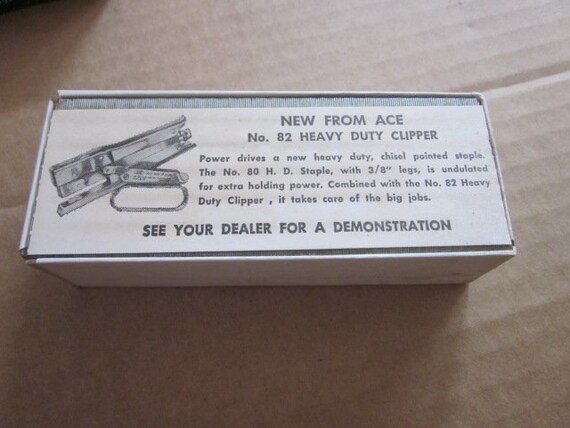 NEW FROM ACE
No. 82 HEAVY DUTY CLIPPER
Power drives a new heavy duty, chisel pointed staple.
The No. 80 H. D. Staple, with 3/8" legs, is undulated
for extra holding power. Combined with the No. 82 Heavy
Duty Clipper , it takes care of the big jobs.
SEE YOUR DEALER FOR A DEMONSTRATION